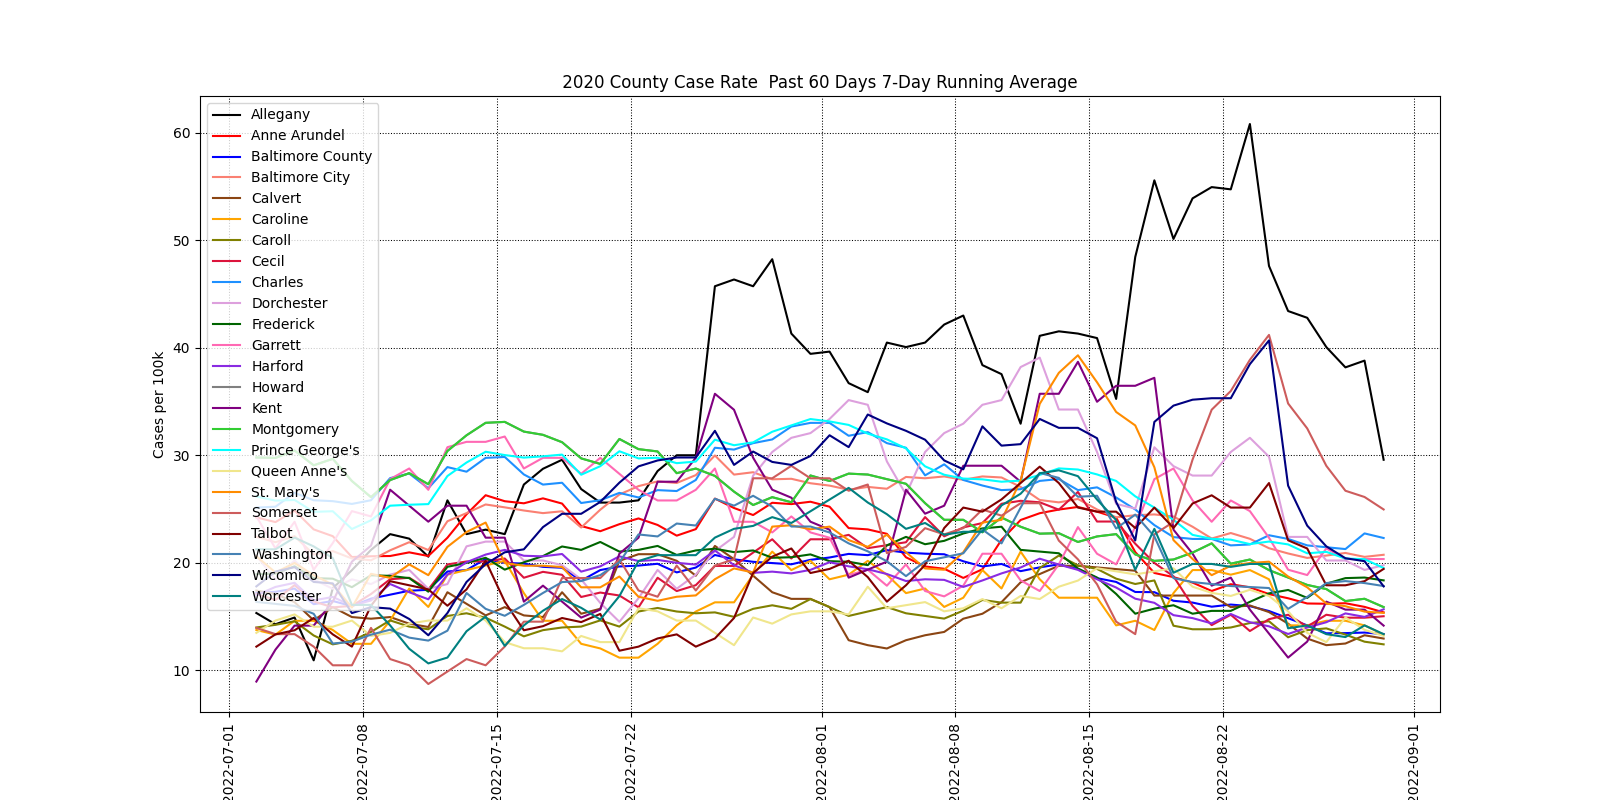 2020 County Case Rate  Past 60 Days 7-Day Running Average
Cases per 100k
60
50
40
30
20
10
Allegany
Anne Arundel
Baltimore County
Baltimore City
Calvert
Caroline
Caroll
Cecil
Charles
Dorchester
Frederick
Garrett
Harford
Howard
Kent
Montgomery
Prince George's
Queen Anne's
St. Mary's
Somerset
Talbot
Washington
Wicomico
Worcester
2022-07-01
2022-07-08
2022-07-15
2022-07-22
2022-08-01
2022-08-08
2022-08-15
2022-08-22
2022-09-01